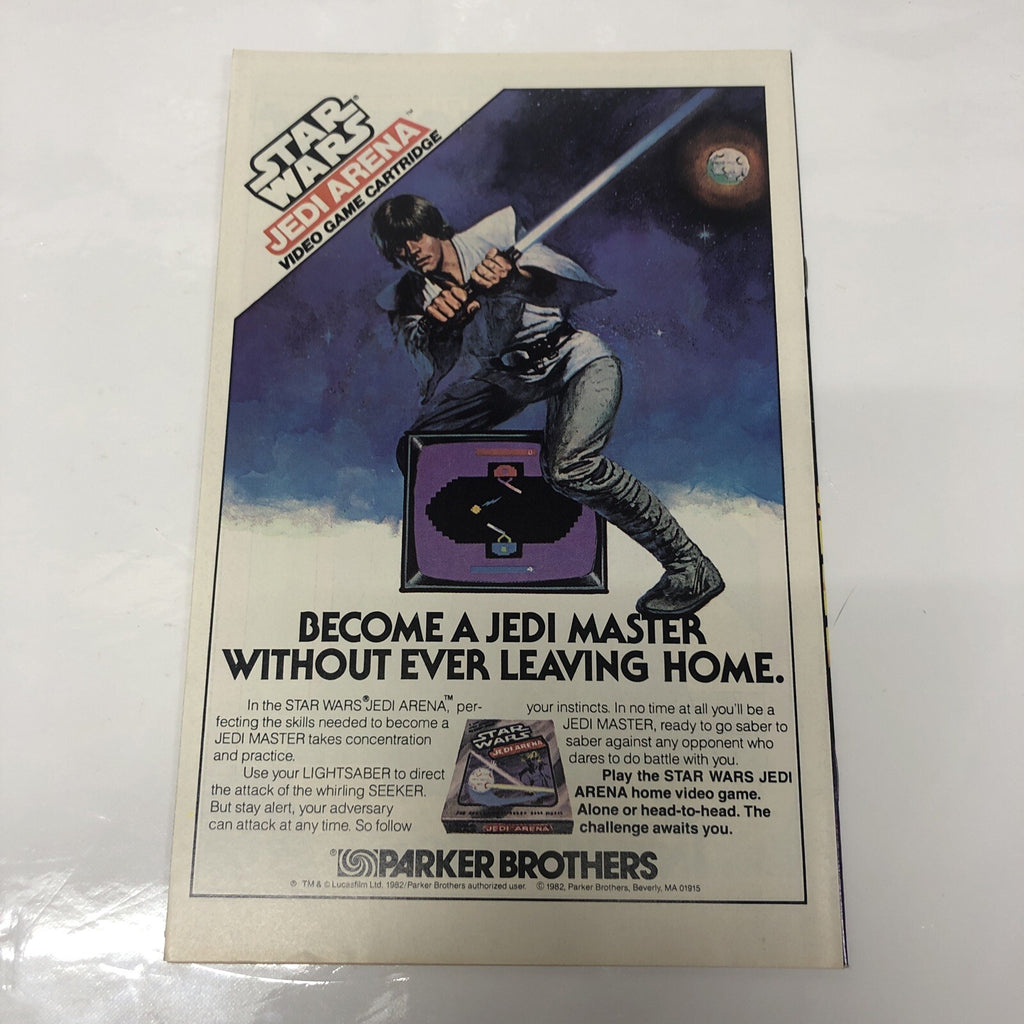 STAR WARS®
JEDI ARENA™
VIDEO GAME CARTRIDGE
BECOME A JEDI MASTER
WITHOUT EVER LEAVING HOME.
In the STAR WARS® JEDI ARENA,™ per-
fecting the skills needed to become a
JEDI MASTER takes concentration
and practice.
Use your LIGHTSABER to direct
the attack of the whirling SEEKER.
But stay alert, your adversary
can attack at any time. So follow
your instincts. In no time at all you'll be a
JEDI MASTER, ready to go saber to
saber against any opponent who
dares to do battle with you.
Play the STAR WARS JEDI
ARENA home video game.
Alone or head-to-head. The
challenge awaits you.
STAR
WARS
JEDI ARENA
JEDI ARENA
®PARKER BROTHERS
® TM & © Lucasfilm Ltd. 1982/Parker Brothers authorized user. © 1982, Parker Brothers, Beverly, MA 01915